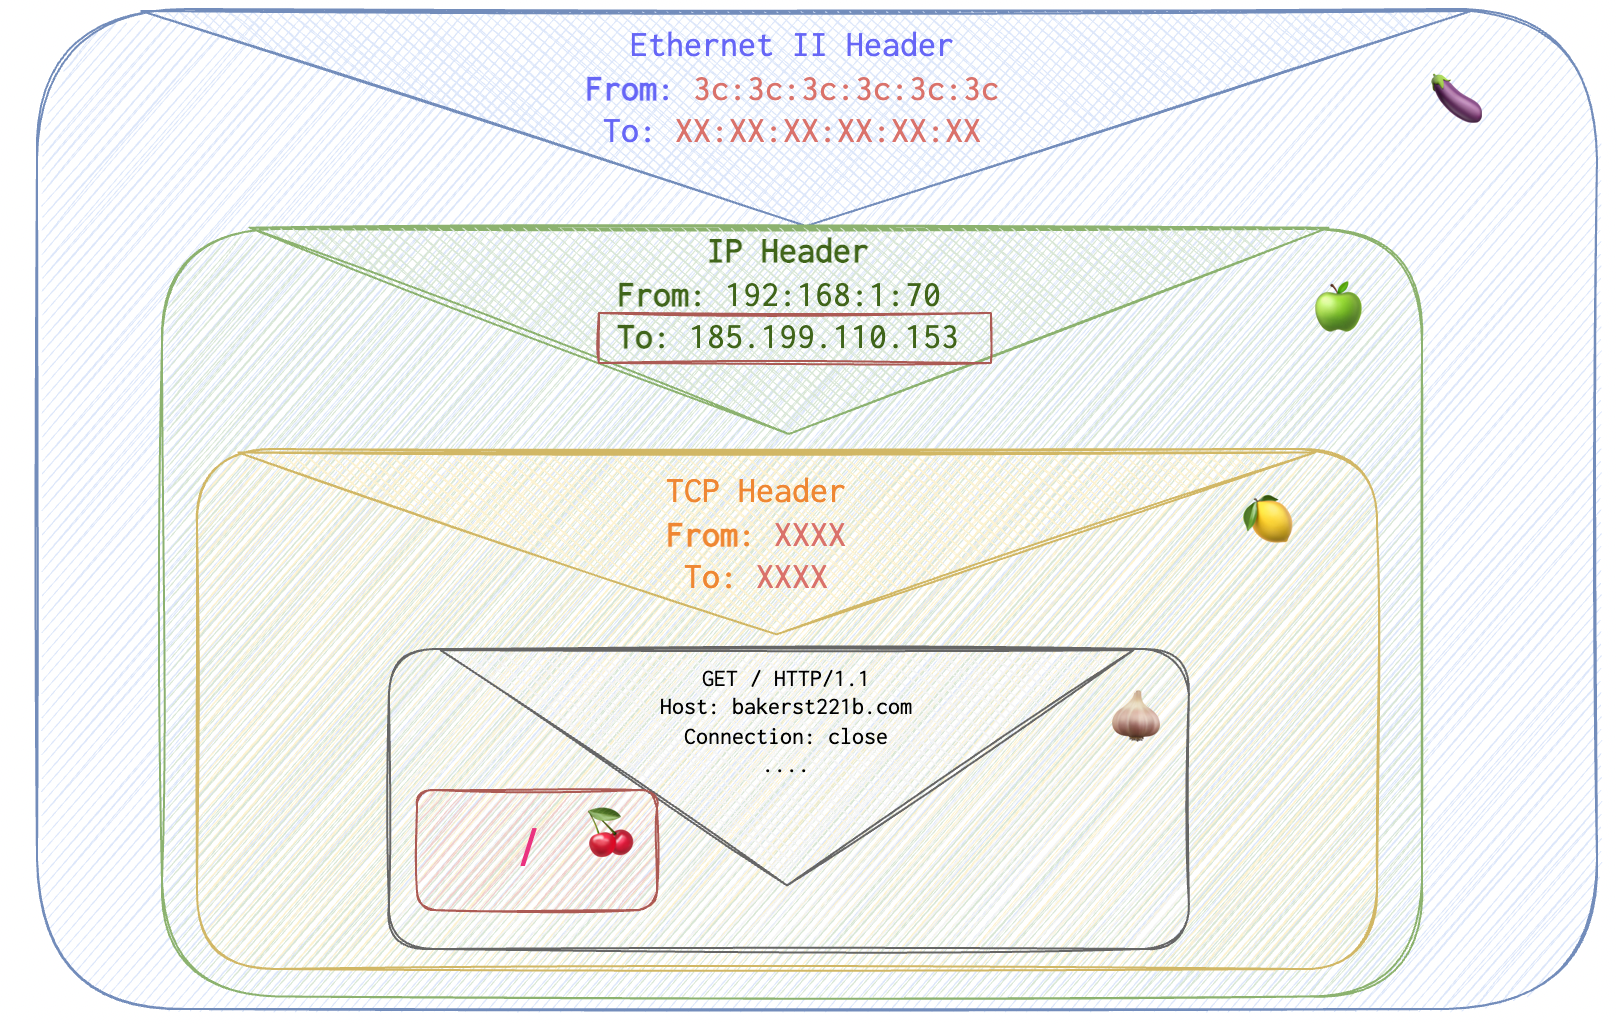 Ethernet II Header
From: 3c:3c:3c:3c:3c:3c
To: XX:XX:XX:XX:XX:XX
IP Header
From: 192:168:1:70
To: 185.199.110.153
TCP Header
From: XXXX
To: XXXX
GET / HTTP/1.1
Host: bakerst221b.com
Connection: close
....
/